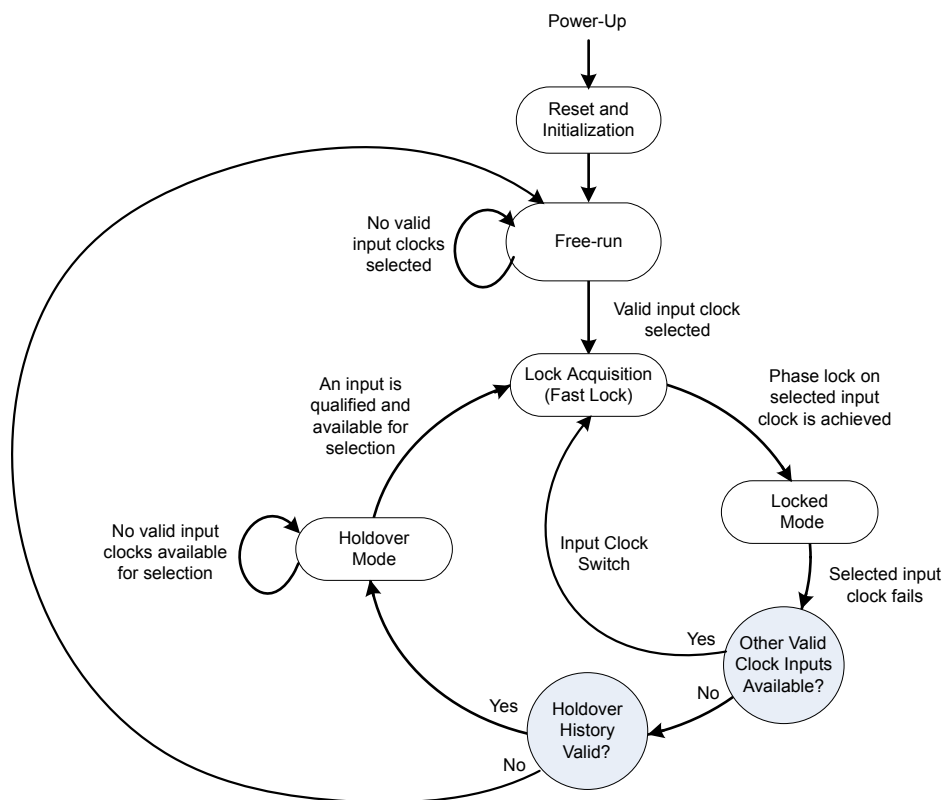 Power-Up
Reset and
Initialization
No valid
input clocks
selected
Free-run
Valid input clock
selected
Lock Acquisition
(Fast Lock)
An input is
qualified and
available for
selection
Phase lock on
selected input
clock is achieved
Locked
Mode
No valid input
clocks available
for selection
Holdover
Mode
Input Clock
Switch
Selected input
clock fails
Yes
Other Valid
Clock Inputs
Available?
No
Yes
Holdover
History
Valid?
No